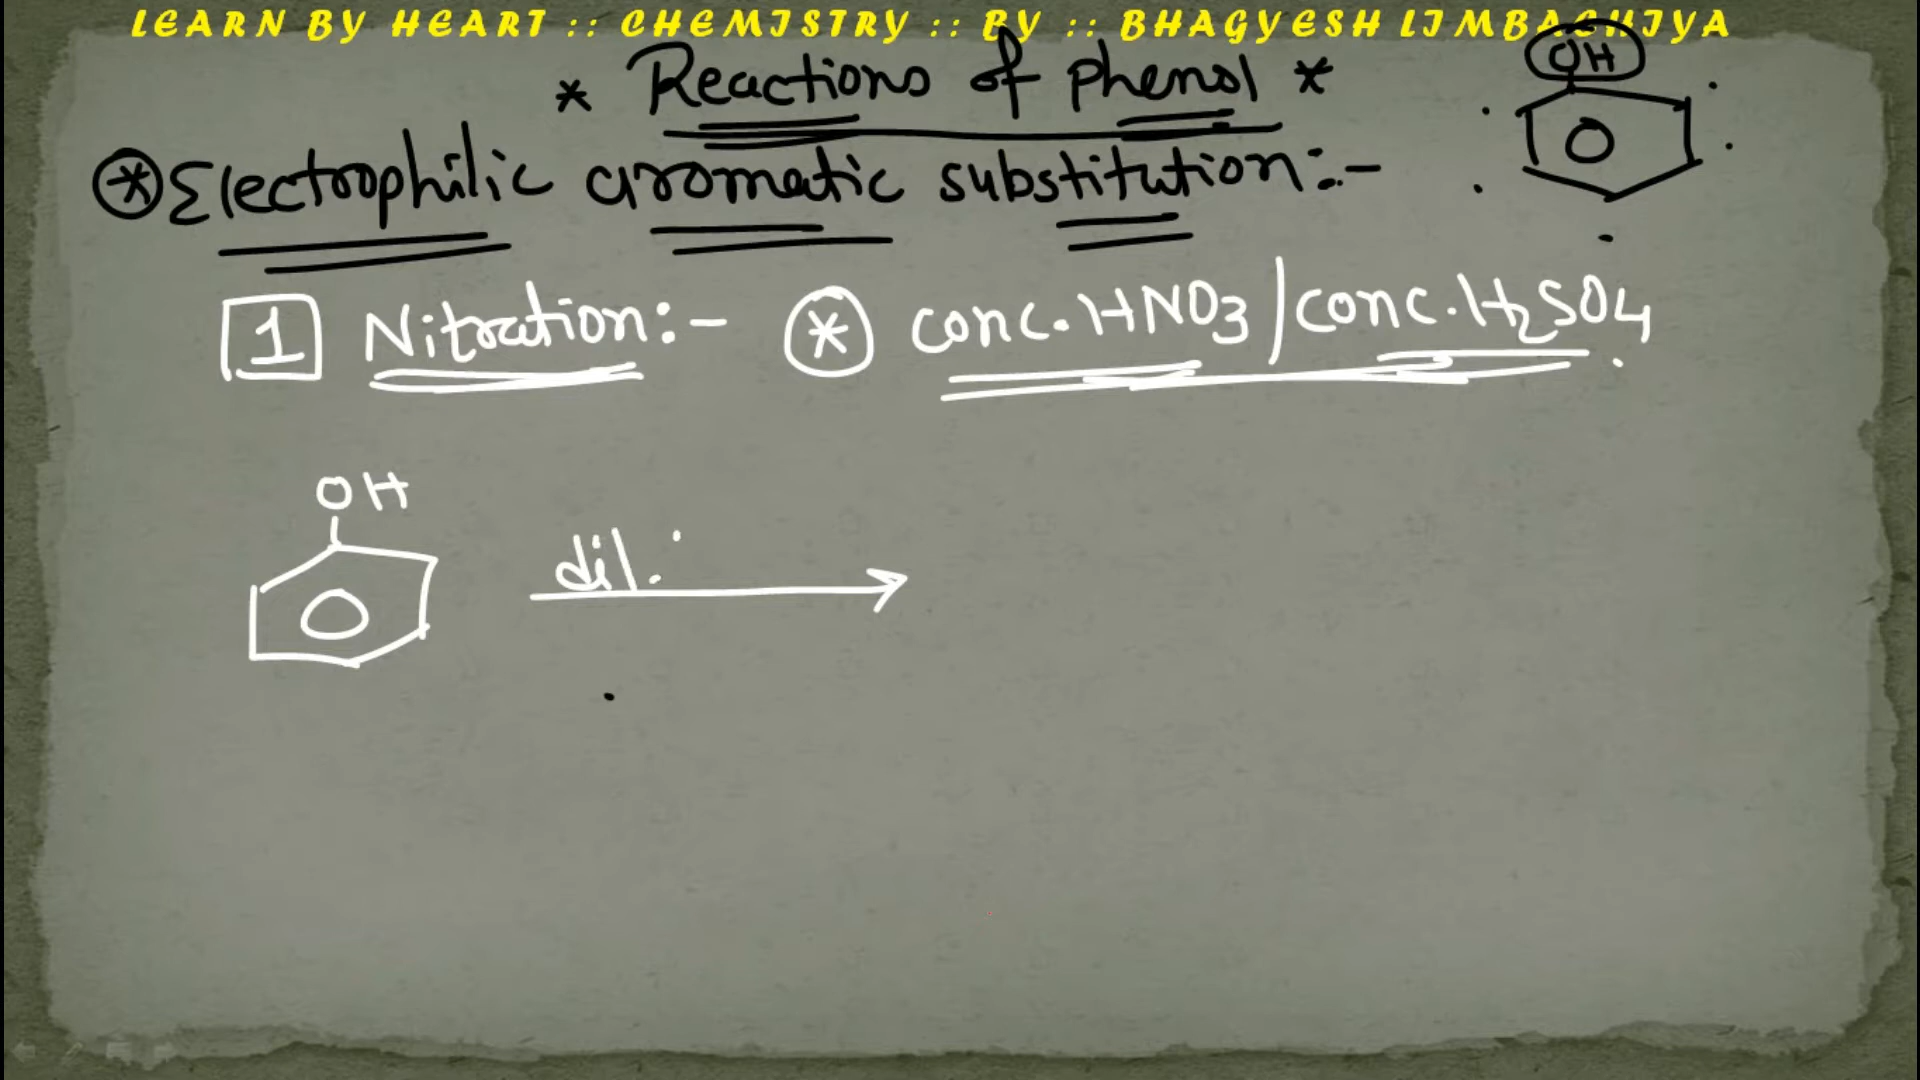 LEARN BY HEART :: CHEMISTRY :: BY :: BHAGYESH LIMBACHIYA
* Reactions of phenol *
OH
* Electrophilic aromatic substitution:-
1 Nitration:- * conc. HNO3 / conc. H2SO4
OH
dil.